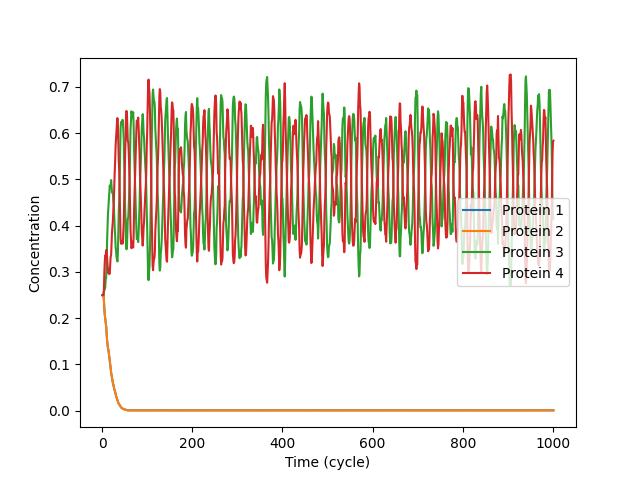 0.7
0.6
0.5
0.4
0.3
0.2
0.1
0.0
Concentration
0
200
400
600
800
1000
Time (cycle)
Protein 1
Protein 2
Protein 3
Protein 4